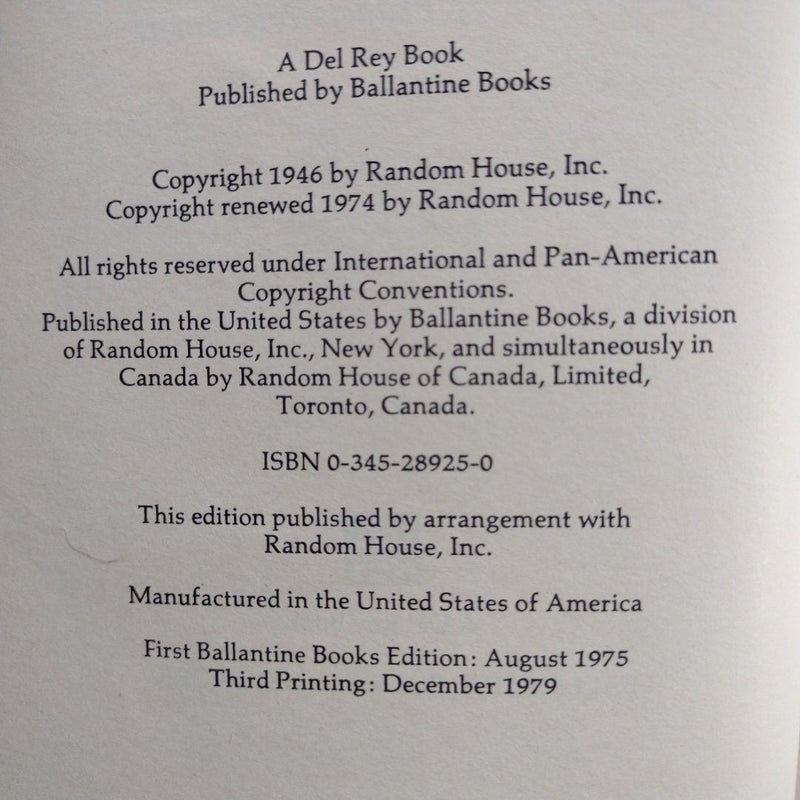 A Del Rey Book
Published by Ballantine Books
Copyright 1946 by Random House, Inc.
Copyright renewed 1974 by Random House, Inc.
All rights reserved under International and Pan-American
Copyright Conventions.
Published in the United States by Ballantine Books, a division
of Random House, Inc., New York, and simultaneously in
Canada by Random House of Canada, Limited,
Toronto, Canada.
ISBN 0-345-28925-0
This edition published by arrangement with
Random House, Inc.
Manufactured in the United States of America
First Ballantine Books Edition: August 1975
Third Printing: December 1979